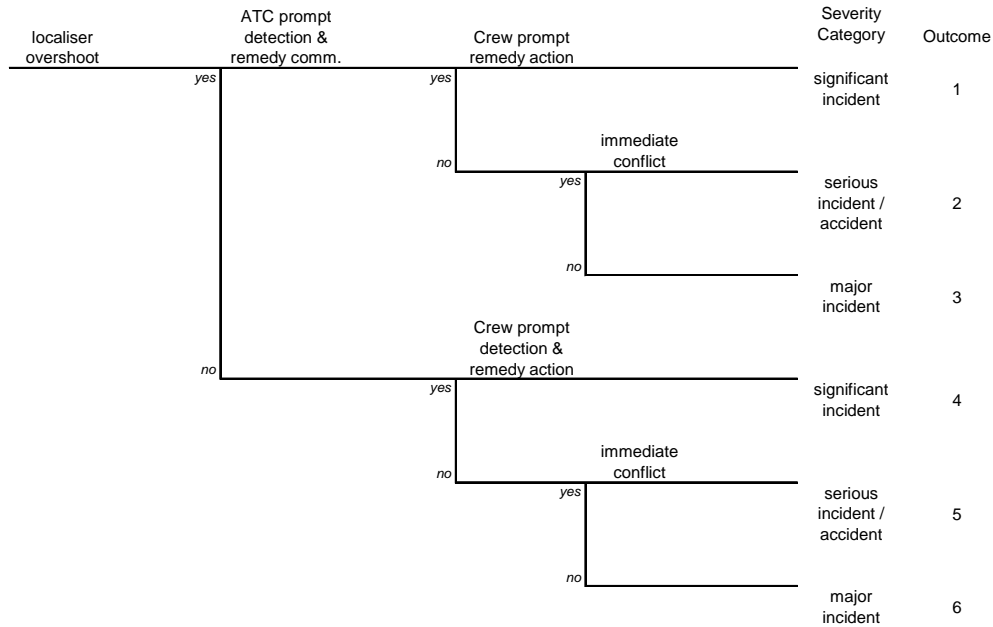 localiser
overshoot
ATC prompt
detection &
remedy comm.
Crew prompt
remedy action
Severity
Category
Outcome
yes
yes
significant
incident
1
no
immediate
conflict
yes
serious
incident /
accident
2
no
major
incident
3
Crew prompt
detection &
remedy action
no
yes
significant
incident
4
no
immediate
conflict
yes
serious
incident /
accident
5
no
major
incident
6